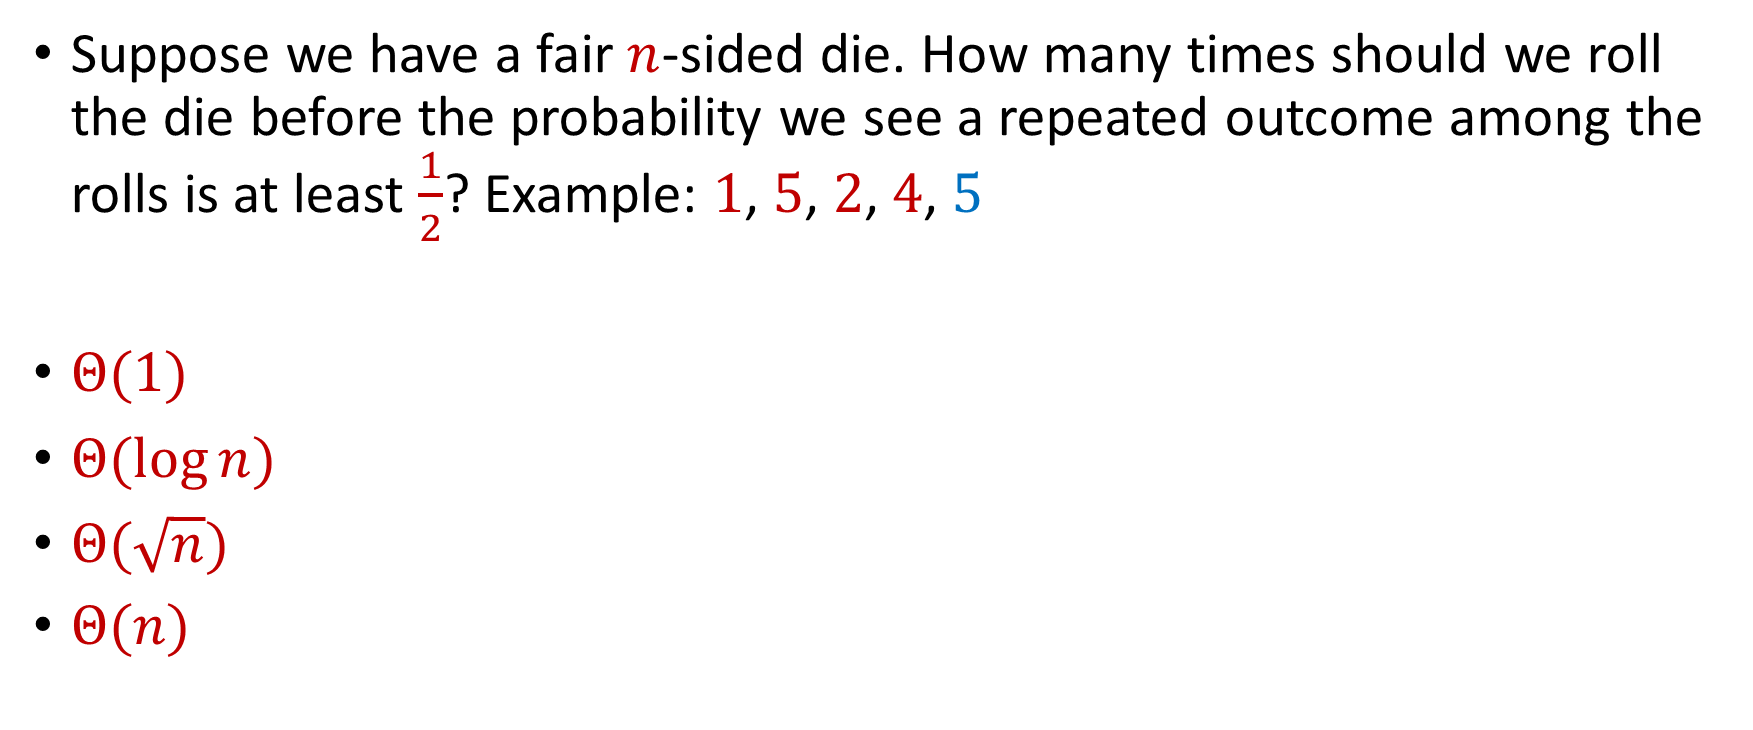 • Suppose we have a fair n-sided die. How many times should we roll
the die before the probability we see a repeated outcome among the
rolls is at least 1/2? Example: 1, 5, 2, 4, 5
• Θ(1)
• Θ(log n)
• Θ(√n)
• Θ(n)